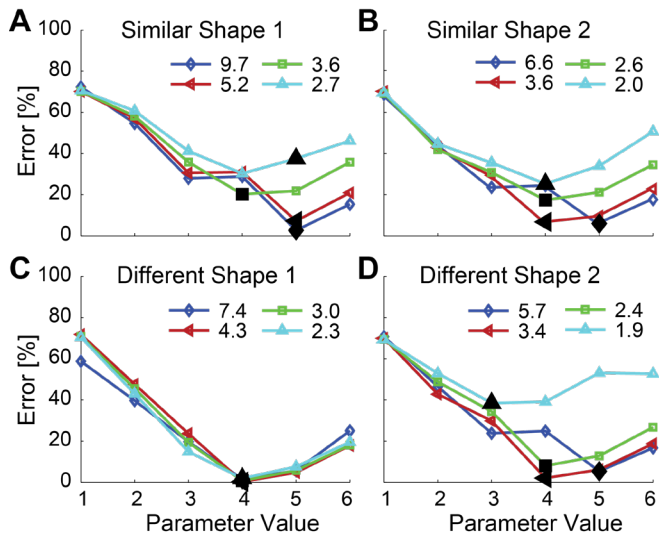 A Similar Shape 1
B Similar Shape 2
Error [%]
100
80
60
40
20
0
9.7 3.6
5.2 2.7
6.6 2.6
3.6 2.0
C Different Shape 1
D Different Shape 2
Error [%]
100
80
60
40
20
0
7.4 3.0
4.3 2.3
5.7 2.4
3.4 1.9
1 2 3 4 5 6
1 2 3 4 5 6
Parameter Value
Parameter Value